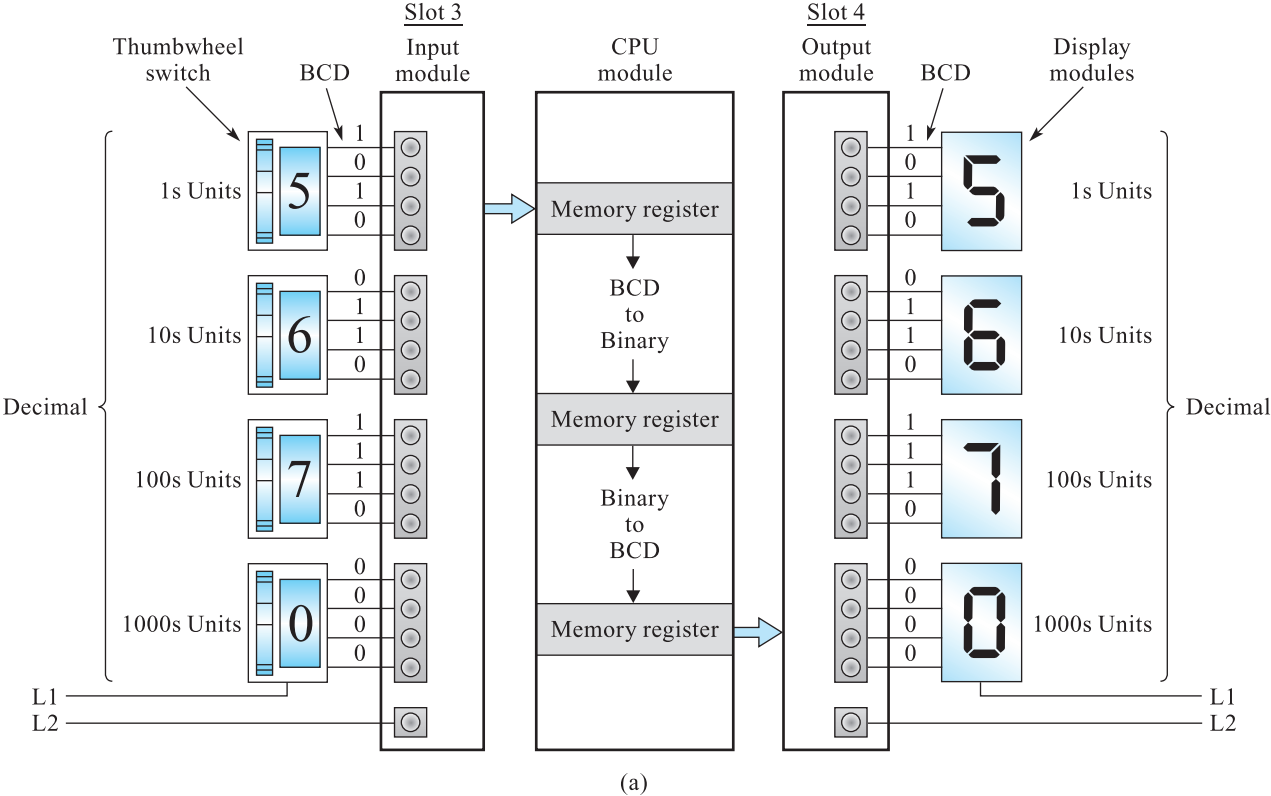 Slot 3
Slot 4
Thumbwheel
switch
BCD
Input
module
CPU
module
Output
module
BCD
Display
modules
Decimal
1s Units
5
1
0
1
0
10s Units
6
0
1
1
0
100s Units
7
1
1
1
0
1000s Units
0
0
0
0
0
L1
L2
Memory register
BCD
to
Binary
Memory register
Binary
to
BCD
Memory register
1
0
1
0
5
1s Units
0
1
1
0
6
10s Units
1
1
1
0
7
100s Units
0
0
0
0
0
1000s Units
Decimal
L1
L2
(a)